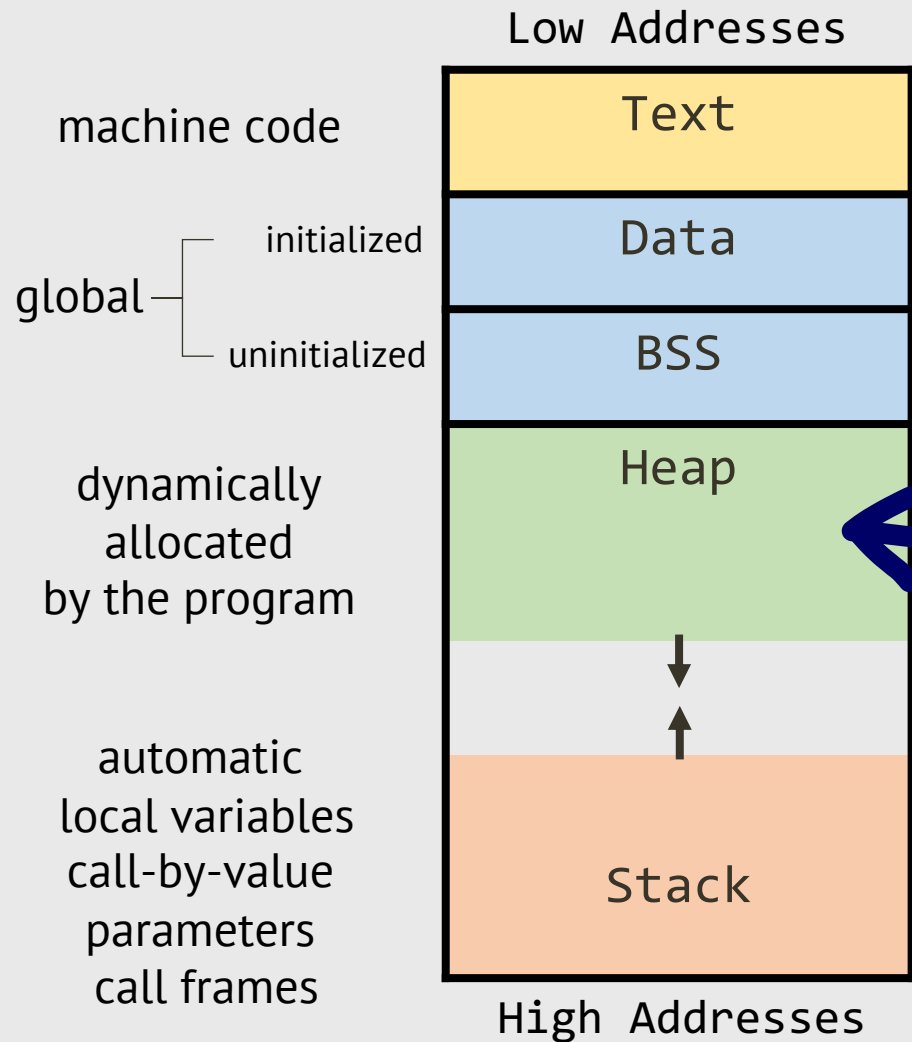 Low Addresses
machine code
Text
global
initialized
Data
uninitialized
BSS
dynamically
allocated
by the program
Heap
automatic
local variables
call-by-value
parameters
call frames
Stack
High Addresses